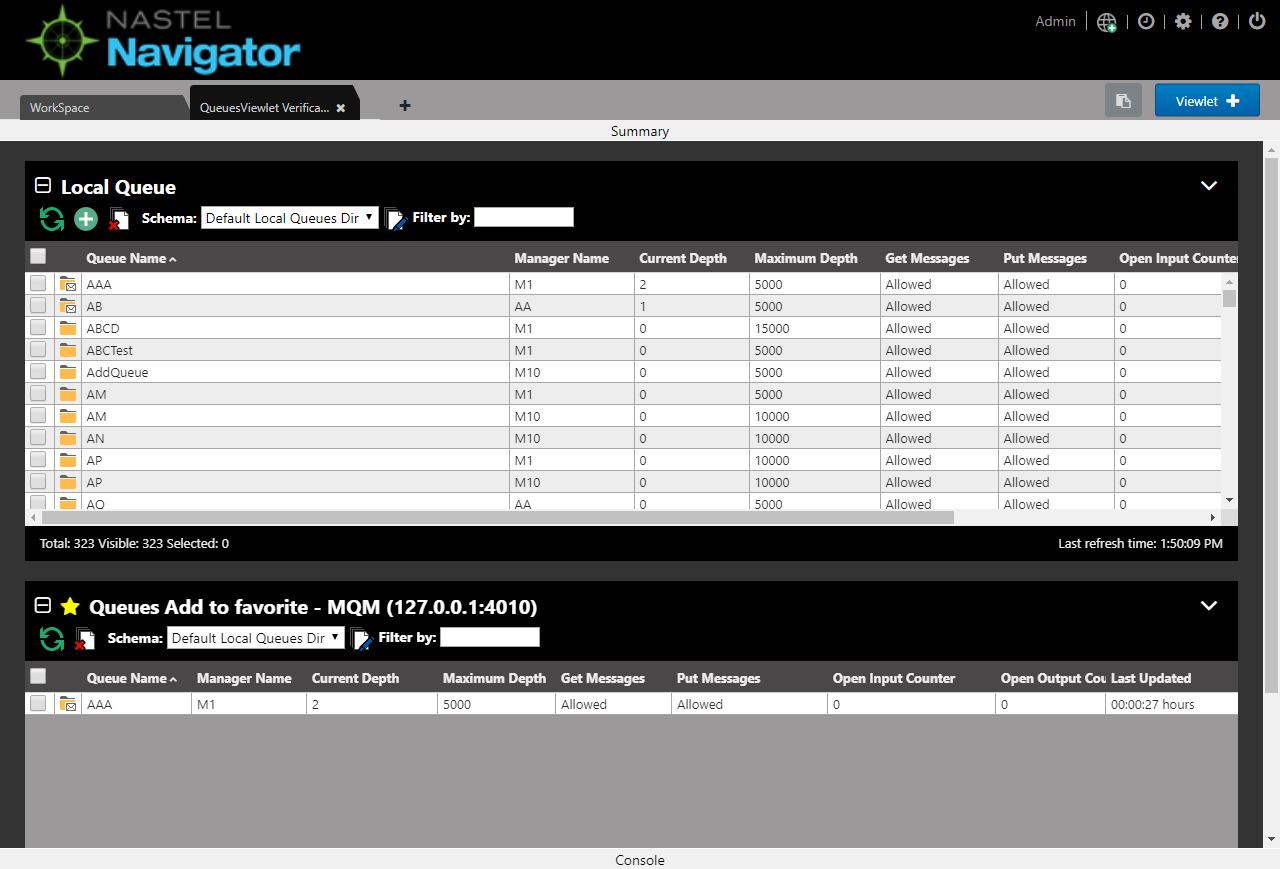 NASTEL
Navigator
Admin
WorkSpace
QueuesViewlet Verifica...
Viewlet
Summary
Local Queue
Schema: Default Local Queues Dir Filter by:
Queue Name Manager Name Current Depth Maximum Depth Get Messages Put Messages Open Input Counter
AAA M1 2 5000 Allowed Allowed 0
AB AA 1 5000 Allowed Allowed 0
ABCD M1 0 15000 Allowed Allowed 0
ABCTest M1 0 5000 Allowed Allowed 0
AddQueue M10 0 5000 Allowed Allowed 0
AM M1 0 5000 Allowed Allowed 0
AM M10 0 10000 Allowed Allowed 0
AN M10 0 10000 Allowed Allowed 0
AP M1 0 10000 Allowed Allowed 0
AP M10 0 10000 Allowed Allowed 0
AQ AA 0 5000 Allowed Allowed 0
Total: 323 Visible: 323 Selected: 0 Last refresh time: 1:50:09 PM
Queues Add to favorite - MQM (127.0.0.1:4010)
Schema: Default Local Queues Dir Filter by:
Queue Name Manager Name Current Depth Maximum Depth Get Messages Put Messages Open Input Counter Open Output Cou Last Updated
AAA M1 2 5000 Allowed Allowed 0 0 00:00:27 hours
Console